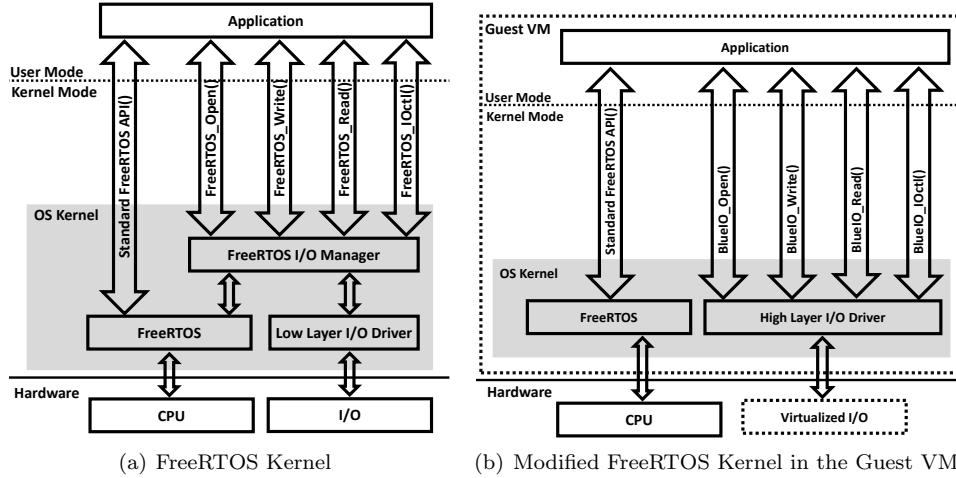 Application
User Mode
Kernel Mode
Standard FreeRTOS API()
FreeRTOS_Open()
FreeRTOS_Write()
FreeRTOS_Read()
FreeRTOS_IOctl()
OS Kernel
FreeRTOS I/O Manager
FreeRTOS
Low Layer I/O Driver
Hardware
CPU
I/O
(a) FreeRTOS Kernel
Guest VM
Application
User Mode
Kernel Mode
Standard FreeRTOS API()
BlueIO_Open()
BlueIO_Write()
BlueIO_Read()
BlueIO_IOctl()
OS Kernel
FreeRTOS
High Layer I/O Driver
Hardware
CPU
Virtualized I/O
(b) Modified FreeRTOS Kernel in the Guest VM